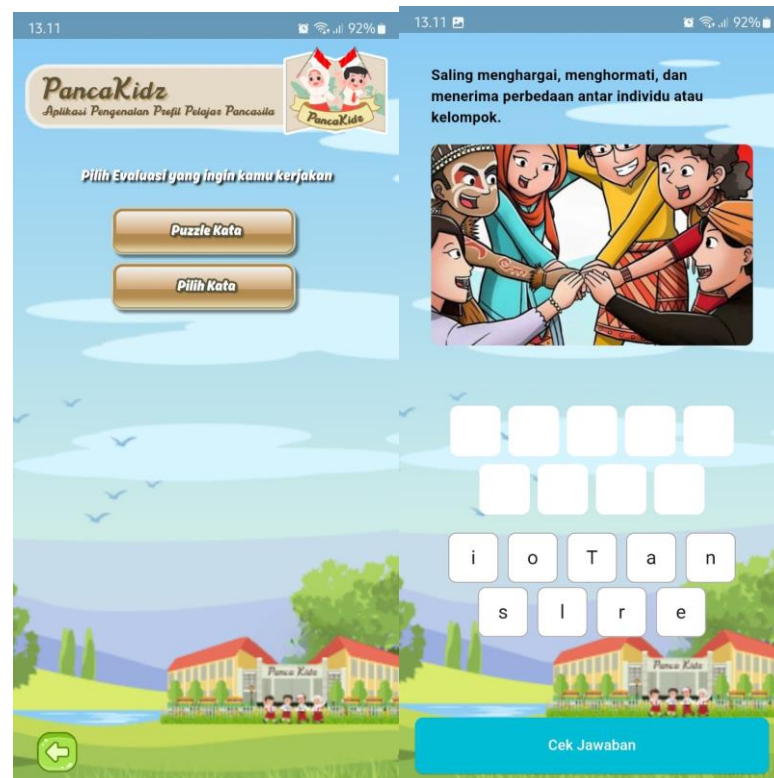 13.11
92%
PancaKidz
Aplikasi Pengenalan Profil Pelajar Pancasila
PancaKidz
Pilih Evaluasi yang ingin kamu kerjakan
Puzzle Kata
Pilih Kata
Panca Kidz
13.11
92%
Saling menghargai, menghormati, dan
menerima perbedaan antar individu atau
kelompok.
i o T a n
s l r e
Panca Kidz
Cek Jawaban